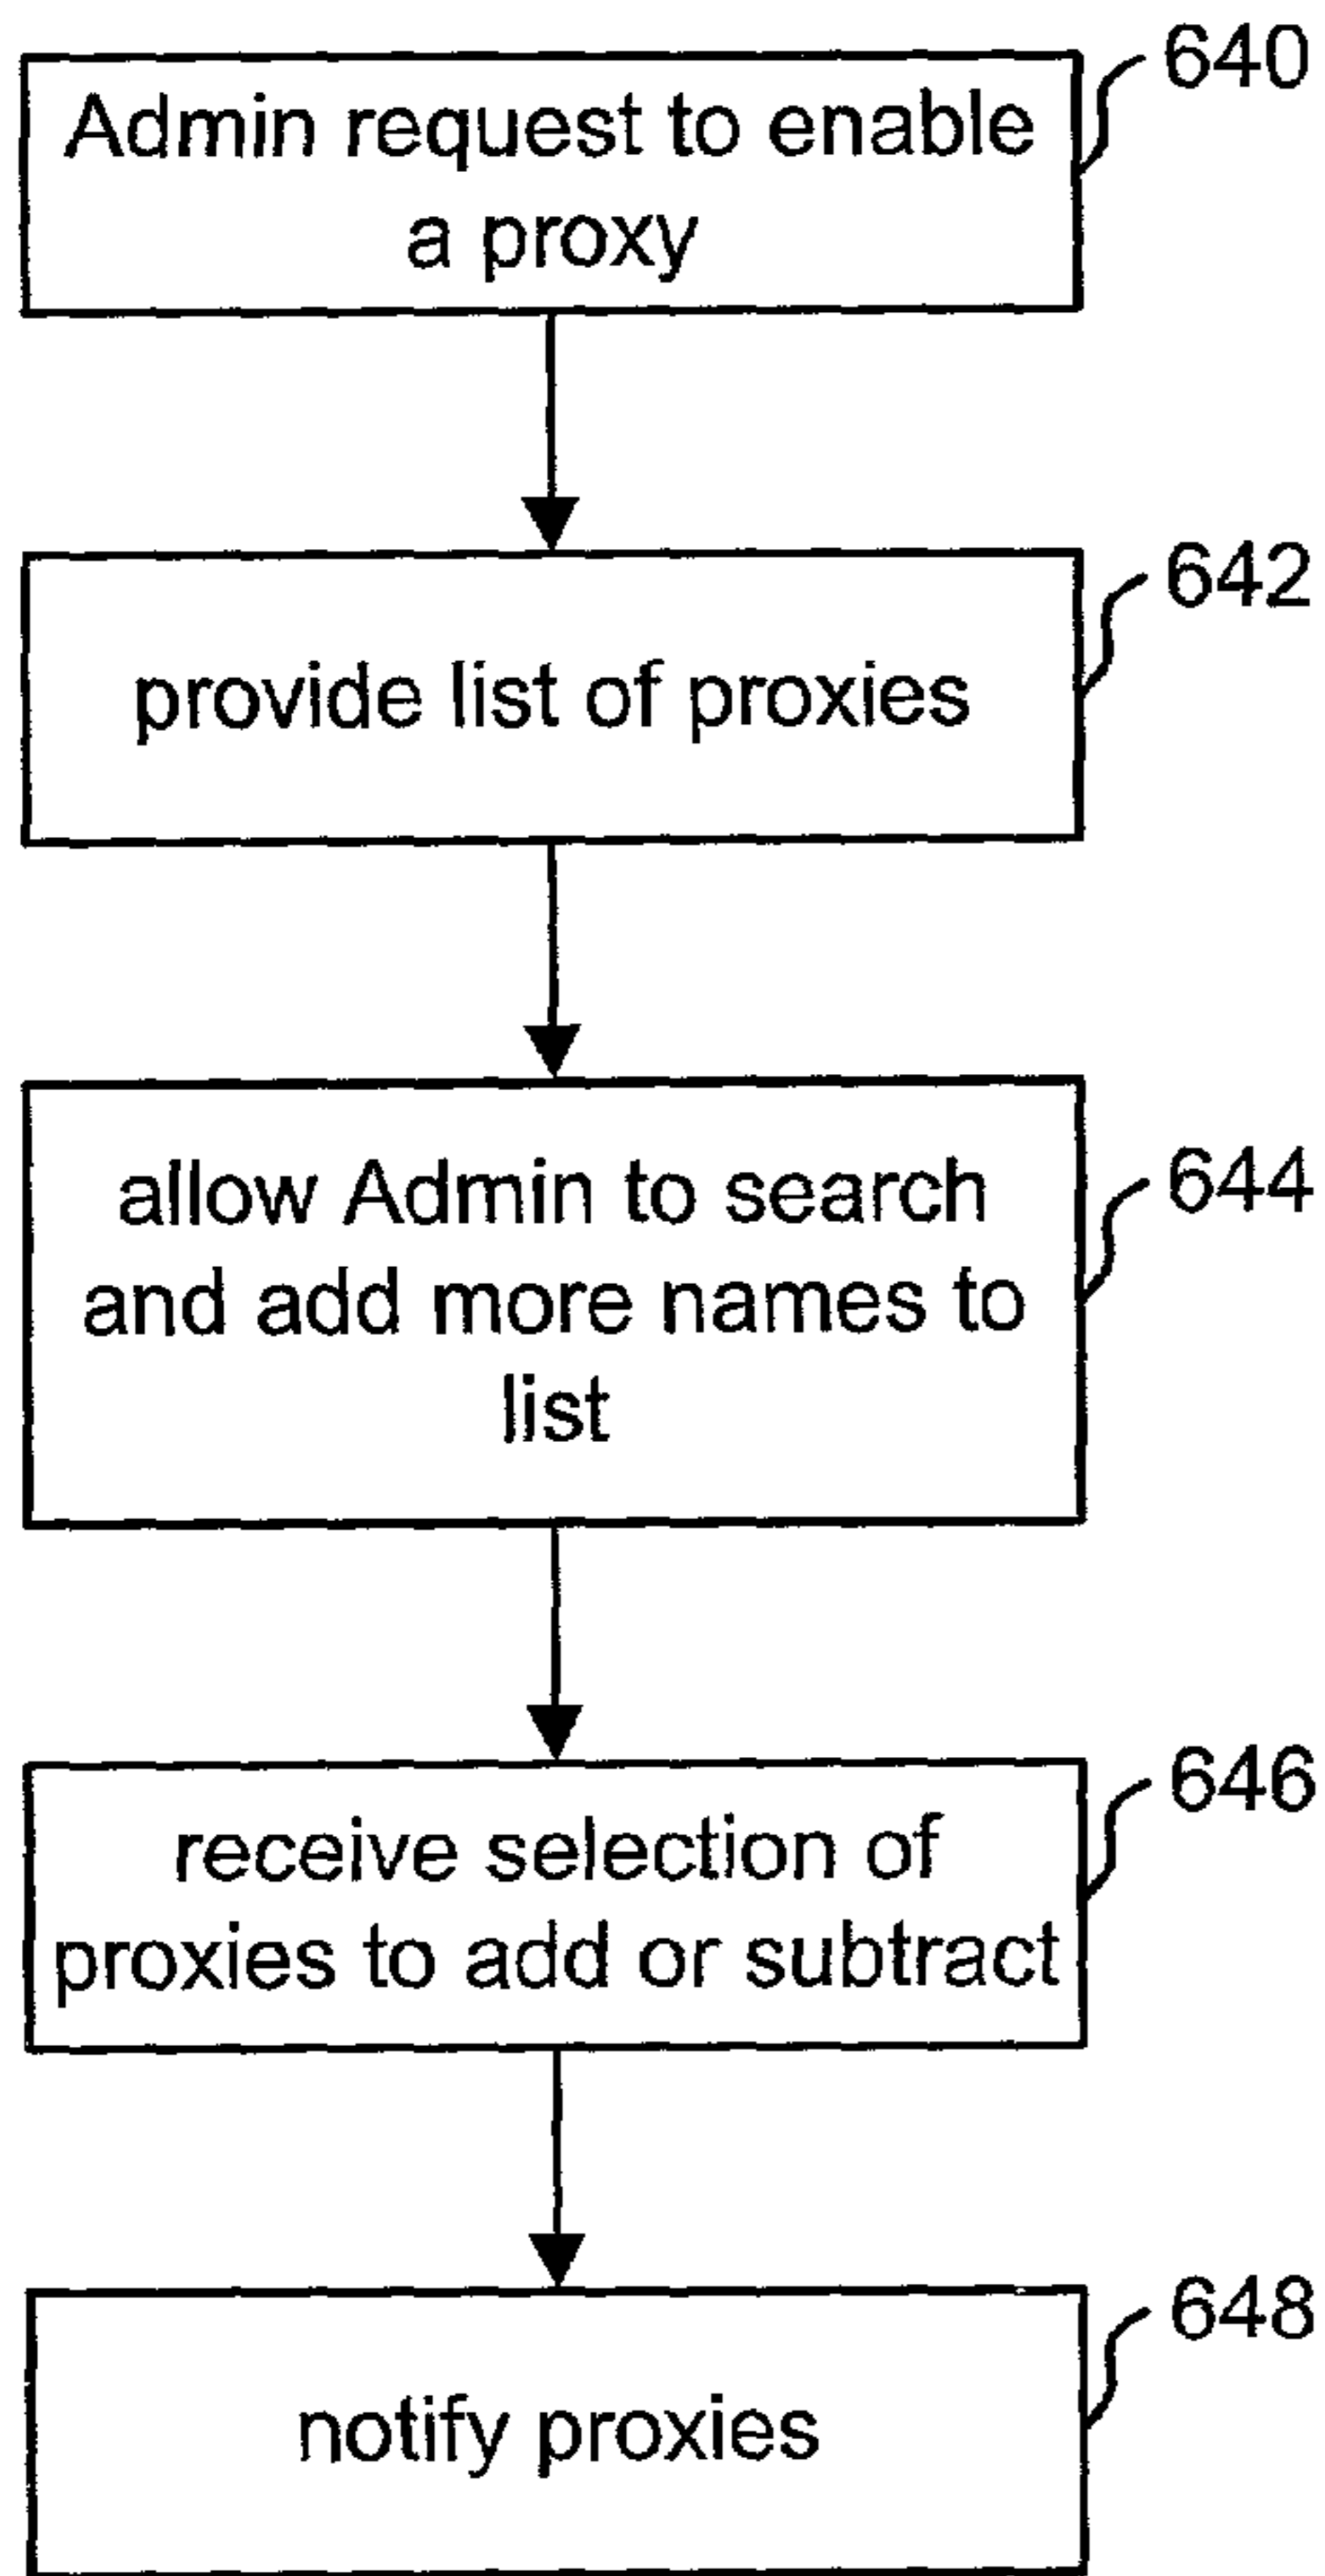 640
Admin request to enable
a proxy
642
provide list of proxies
644
allow Admin to search
and add more names to
list
646
receive selection of
proxies to add or subtract
648
notify proxies